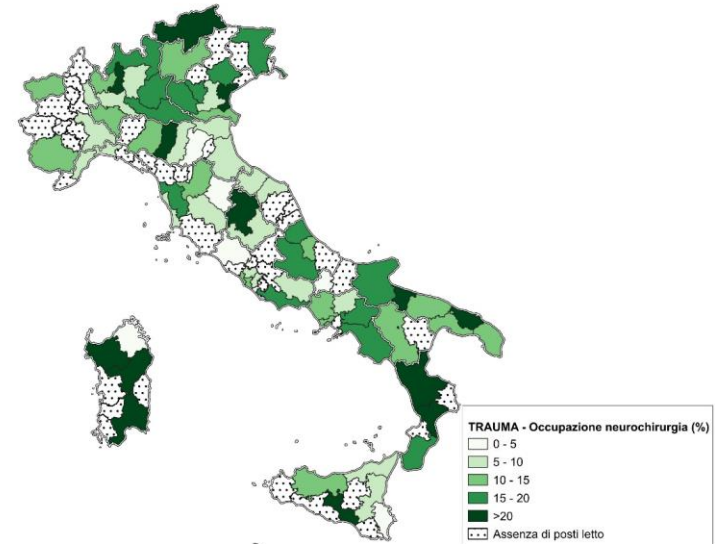 TRAUMA - Occupazione neurochirurgia (%)
0 - 5
5 - 10
10 - 15
15 - 20
>20
Assenza di posti letto